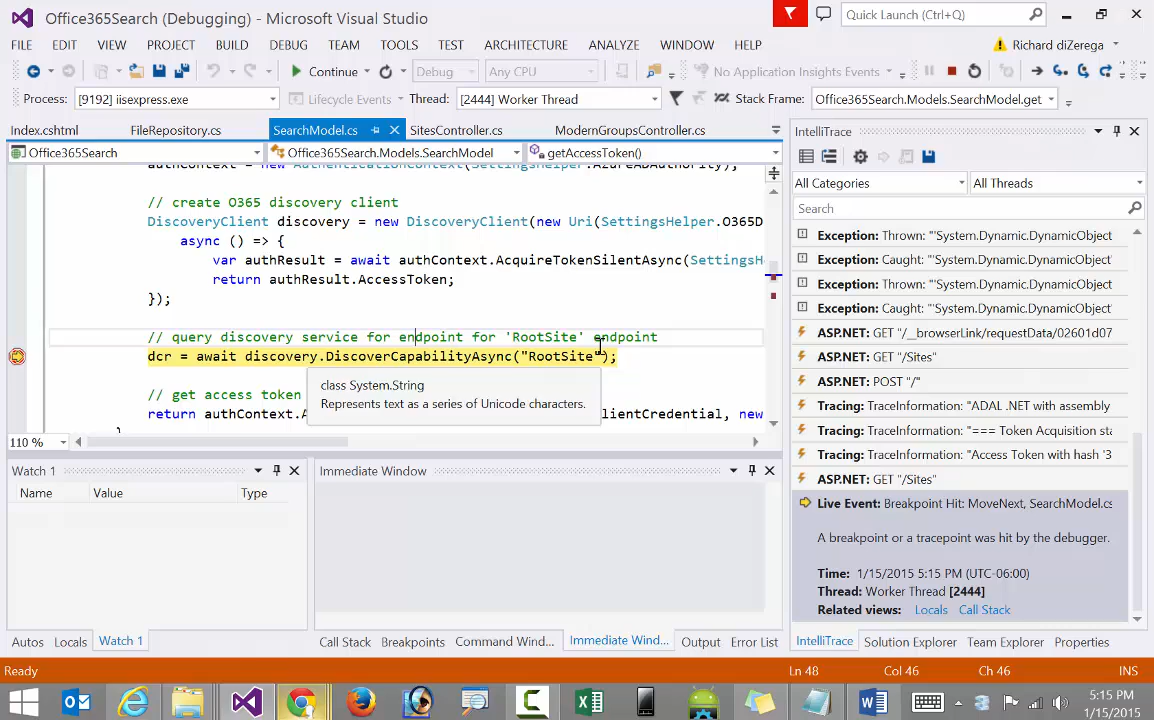 Office365Search (Debugging) - Microsoft Visual Studio
Quick Launch (Ctrl+Q)
FILE EDIT VIEW PROJECT BUILD DEBUG TEAM TOOLS TEST ARCHITECTURE ANALYZE WINDOW HELP
Richard diZerega
Continue Debug Any CPU No Application Insights Events
Process: [9192] iisexpress.exe Lifecycle Events Thread: [2444] Worker Thread Stack Frame: Office365Search.Models.SearchModel.get
Index.cshtml FileRepository.cs SearchModel.cs SitesController.cs ModernGroupsController.cs
Office365Search Office365Search.Models.SearchModel getAccessToken()
authContext = new AuthenticationContext(SettingsHelper.AzureADAuthority);
// create O365 discovery client
DiscoveryClient discovery = new DiscoveryClient(new Uri(SettingsHelper.O365D
async () => {
var authResult = await authContext.AcquireTokenSilentAsync(SettingsH
return authResult.AccessToken;
});
// query discovery service for endpoint for 'RootSite' endpoint
dcr = await discovery.DiscoverCapabilityAsync("RootSite");
class System.String
Represents text as a series of Unicode characters.
// get access token
return authContext.A lientCredential, new
110 %
IntelliTrace
All Categories All Threads
Search
Exception: Thrown: "'System.Dynamic.DynamicObject'
Exception: Caught: "'System.Dynamic.DynamicObject'
Exception: Thrown: "'System.Dynamic.DynamicObject'
Exception: Caught: "'System.Dynamic.DynamicObject'
ASP.NET: GET "/__browserLink/requestData/02601d07
ASP.NET: GET "/Sites"
ASP.NET: POST "/"
Tracing: TraceInformation: "ADAL .NET with assembly
Tracing: TraceInformation: "=== Token Acquisition sta
Tracing: TraceInformation: "Access Token with hash '3
ASP.NET: GET "/Sites"
Live Event: Breakpoint Hit: MoveNext, SearchModel.cs
A breakpoint or a tracepoint was hit by the debugger.
Time: 1/15/2015 5:15 PM (UTC-06:00)
Thread: Worker Thread [2444]
Related views: Locals Call Stack
Watch 1
Name Value Type
Immediate Window
Autos Locals Watch 1
Call Stack Breakpoints Command Wind... Immediate Wind... Output Error List
IntelliTrace Solution Explorer Team Explorer Properties
Ready Ln 48 Col 46 Ch 46 INS
5:15 PM
1/15/2015